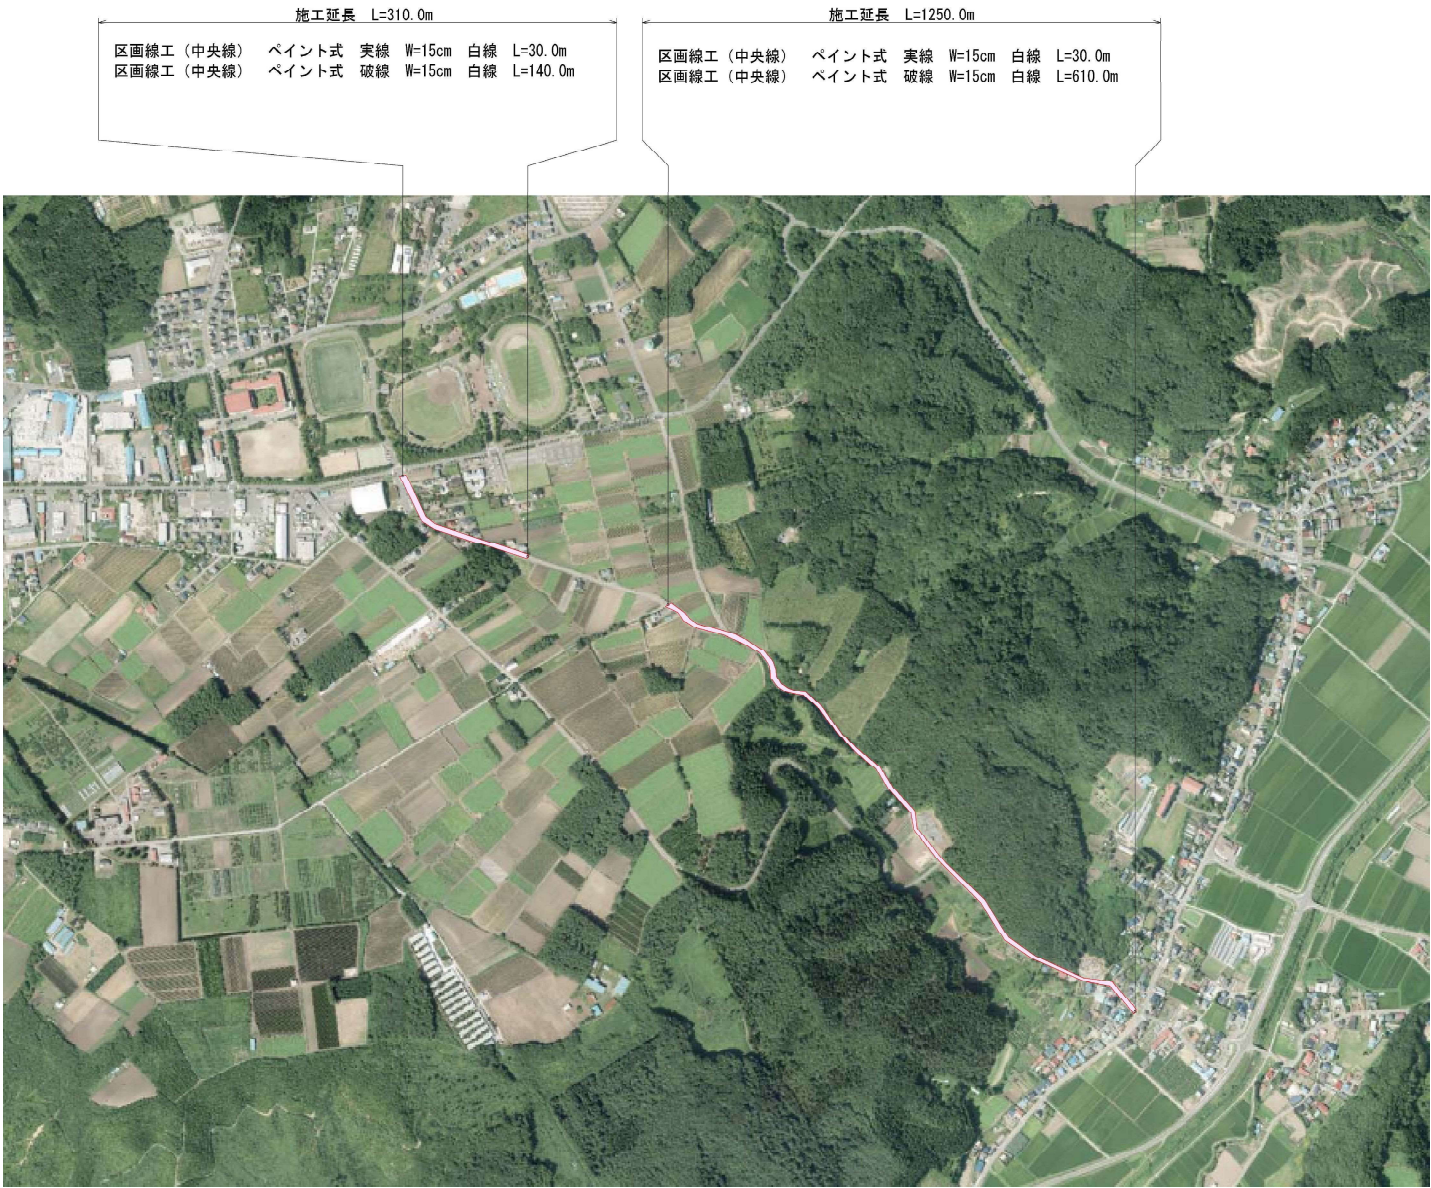 施工延長 L=310.0m
区画線工（中央線） ペイント式 実線 W=15cm 白線 L=30.0m
区画線工（中央線） ペイント式 破線 W=15cm 白線 L=140.0m
施工延長 L=1250.0m
区画線工（中央線） ペイント式 実線 W=15cm 白線 L=30.0m
区画線工（中央線） ペイント式 破線 W=15cm 白線 L=610.0m